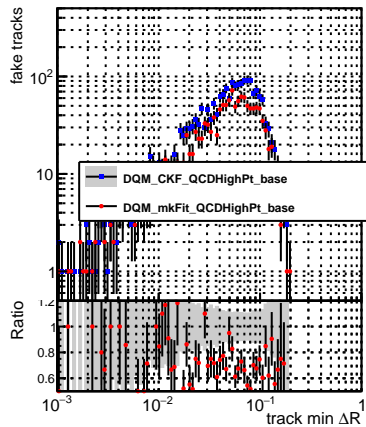 fake tracks
10²
10
1
DQM_CKF_QCDHighPt_base
DQM_mkFit_QCDHighPt_base
Ratio
1.2
1
0.8
0.6
10⁻³
10⁻²
10⁻¹
1
track min ΔR